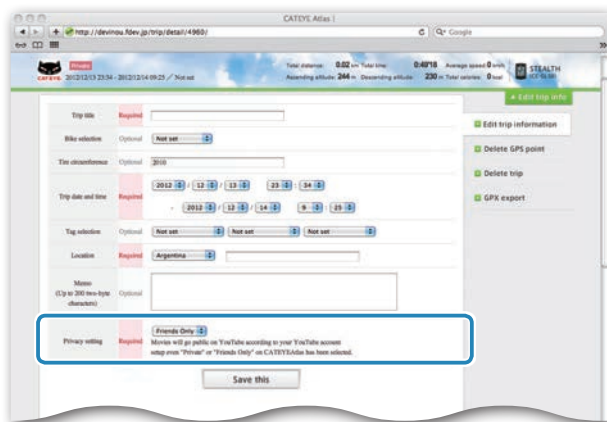 CATEYE Atlas |
http://devinou.fdev.jp/trip/detail/4960/
Google
Private
Total distance 0.02 km Total time 0:49'18 Average speed 0 km/h
STEALTH
CATEYE 2012/12/13 23:34 - 2012/12/14 09:25 / Not set
Ascending altitude 244 m Descending altitude 230 m Total calories 0 kcal
Edit trip info
Trip title Required
Edit trip information
Bike selection Optional Not set
Delete GPS point
Tire circumference Optional 2010
Delete trip
Trip date and time Required 2012 / 12 / 13 23 : 34
- 2012 / 12 / 14 9 : 25
GPX export
Tag selection Optional Not set Not set Not set
Location Required Argentina
Memo
(Up to 200 two-byte Optional
characters)
Privacy setting Required Friends Only
Movies will go public on YouTube according to your YouTube account
setup even "Private" or "Friends Only" on CATEYEAtlas has been selected.
Save this